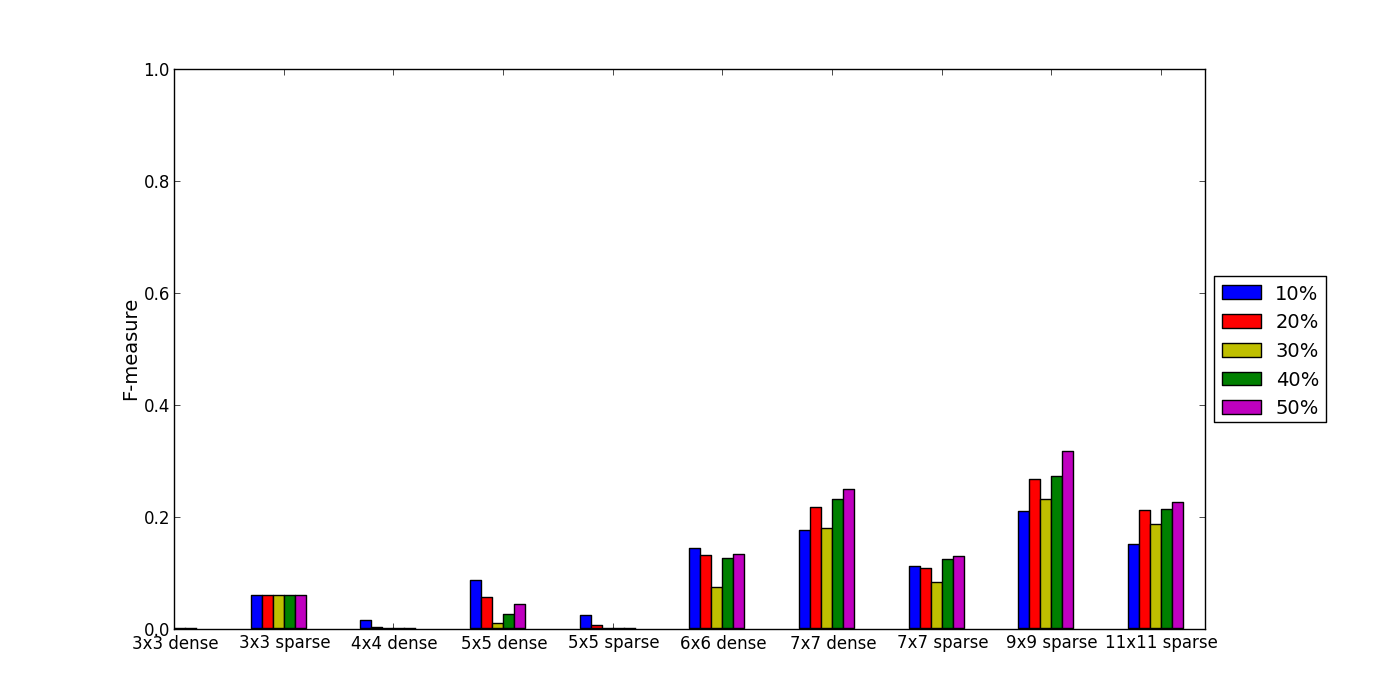 1.0
0.8
0.6
0.4
0.2
0.0
F-measure
3x3 dense
3x3 sparse
4x4 dense
5x5 dense
5x5 sparse
6x6 dense
7x7 dense
7x7 sparse
9x9 sparse
11x11 sparse
10%
20%
30%
40%
50%